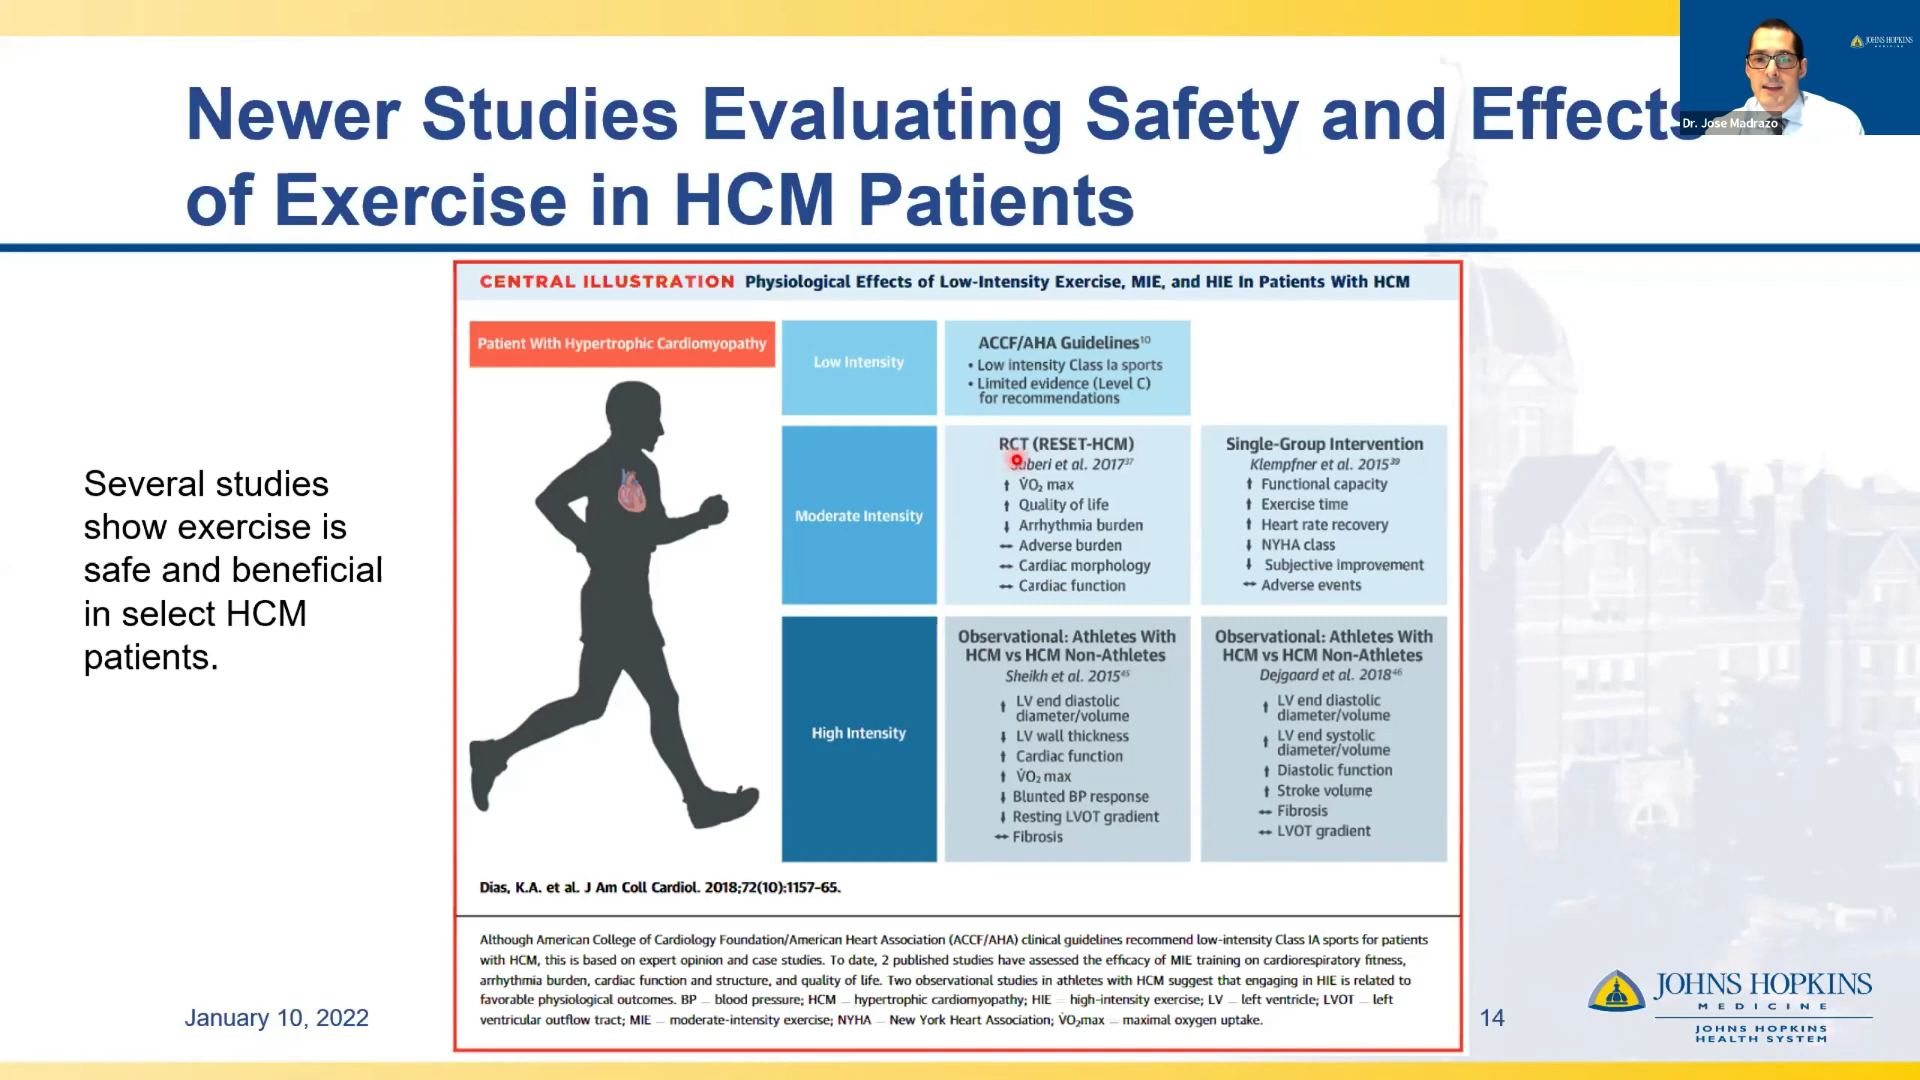 Newer Studies Evaluating Safety and Effects
of Exercise in HCM Patients
JOHNS HOPKINS
MEDICINE
Dr. Jose Madrazo
Several studies
show exercise is
safe and beneficial
in select HCM
patients.
CENTRAL ILLUSTRATION Physiological Effects of Low-Intensity Exercise, MIE, and HIE In Patients With HCM
Patient With Hypertrophic Cardiomyopathy
Low Intensity
ACCF/AHA Guidelines¹⁰
• Low intensity Class Ia sports
• Limited evidence (Level C)
for recommendations
Moderate Intensity
RCT (RESET-HCM)
Saberi et al. 2017³⁷
↑ V̇O₂ max
↑ Quality of life
↓ Arrhythmia burden
↔ Adverse burden
↔ Cardiac morphology
↔ Cardiac function
Single-Group Intervention
Klempfner et al. 2015³⁹
↑ Functional capacity
↑ Exercise time
↑ Heart rate recovery
↓ NYHA class
↓ Subjective improvement
↔ Adverse events
High Intensity
Observational: Athletes With
HCM vs HCM Non-Athletes
Sheikh et al. 2015⁴⁵
↑ LV end diastolic
diameter/volume
↓ LV wall thickness
↑ Cardiac function
↑ V̇O₂ max
↓ Blunted BP response
↓ Resting LVOT gradient
↔ Fibrosis
Observational: Athletes With
HCM vs HCM Non-Athletes
Dejgaard et al. 2018⁴⁶
↑ LV end diastolic
diameter/volume
↑ LV end systolic
diameter/volume
↑ Diastolic function
↑ Stroke volume
↔ Fibrosis
↔ LVOT gradient
Dias, K.A. et al. J Am Coll Cardiol. 2018;72(10):1157–65.
Although American College of Cardiology Foundation/American Heart Association (ACCF/AHA) clinical guidelines recommend low-intensity Class IA sports for patients
with HCM, this is based on expert opinion and case studies. To date, 2 published studies have assessed the efficacy of MIE training on cardiorespiratory fitness,
arrhythmia burden, cardiac function and structure, and quality of life. Two observational studies in athletes with HCM suggest that engaging in HIE is related to
favorable physiological outcomes. BP = blood pressure; HCM = hypertrophic cardiomyopathy; HIE = high-intensity exercise; LV = left ventricle; LVOT = left
ventricular outflow tract; MIE = moderate-intensity exercise; NYHA = New York Heart Association; V̇O₂max = maximal oxygen uptake.
January 10, 2022
14
JOHNS HOPKINS
MEDICINE
JOHNS HOPKINS
HEALTH SYSTEM